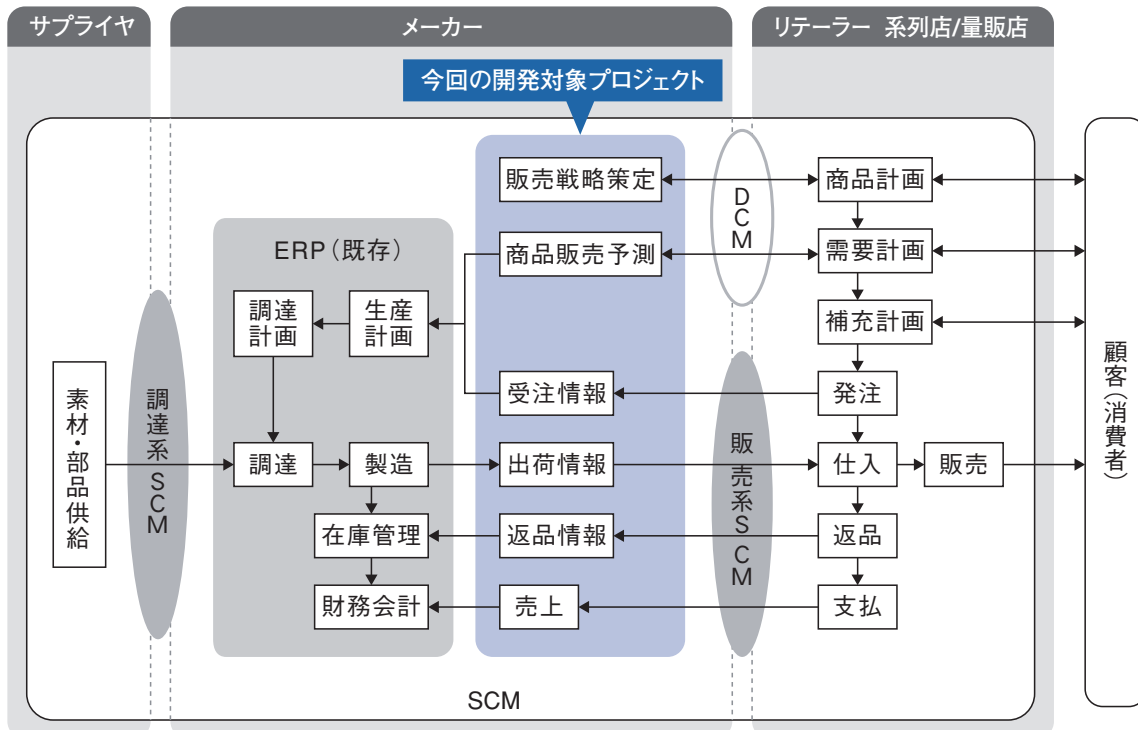 サプライヤ
メーカー
リテーラー 系列店/量販店
今回の開発対象プロジェクト
販売戦略策定
DCM
商品計画
ERP（既存）
商品販売予測
需要計画
調達
計画
生産
計画
補充計画
顧客（消費者）
素材・部品供給
調達系SCM
受注情報
販売系SCM
発注
調達
製造
出荷情報
仕入
販売
在庫管理
返品情報
返品
財務会計
売上
支払
SCM